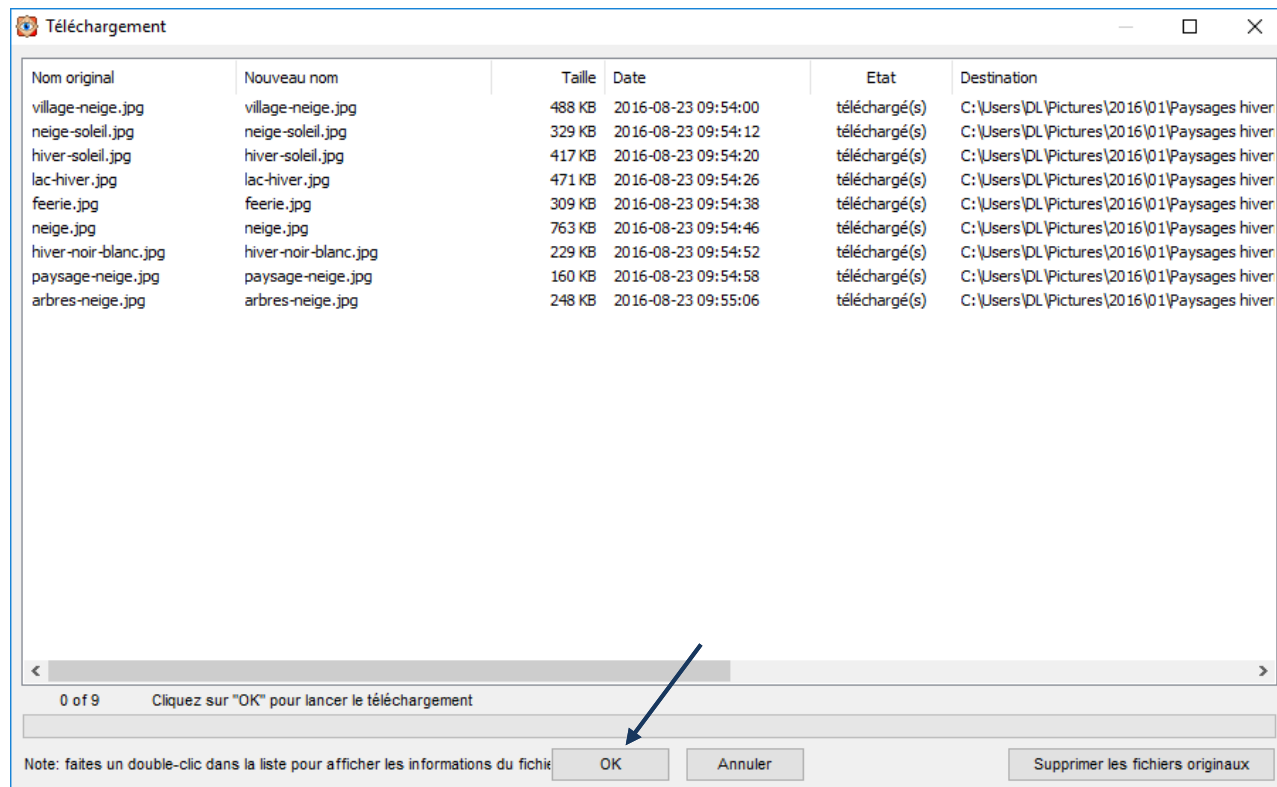 Téléchargement
Nom original Nouveau nom Taille Date Etat Destination
village-neige.jpg village-neige.jpg 488 KB 2016-08-23 09:54:00 téléchargé(s) C:\Users\DL\Pictures\2016\01\Paysages hiver
neige-soleil.jpg neige-soleil.jpg 329 KB 2016-08-23 09:54:12 téléchargé(s) C:\Users\DL\Pictures\2016\01\Paysages hiver
hiver-soleil.jpg hiver-soleil.jpg 417 KB 2016-08-23 09:54:20 téléchargé(s) C:\Users\DL\Pictures\2016\01\Paysages hiver
lac-hiver.jpg lac-hiver.jpg 471 KB 2016-08-23 09:54:26 téléchargé(s) C:\Users\DL\Pictures\2016\01\Paysages hiver
feerie.jpg feerie.jpg 309 KB 2016-08-23 09:54:38 téléchargé(s) C:\Users\DL\Pictures\2016\01\Paysages hiver
neige.jpg neige.jpg 763 KB 2016-08-23 09:54:46 téléchargé(s) C:\Users\DL\Pictures\2016\01\Paysages hiver
hiver-noir-blanc.jpg hiver-noir-blanc.jpg 229 KB 2016-08-23 09:54:52 téléchargé(s) C:\Users\DL\Pictures\2016\01\Paysages hiver
paysage-neige.jpg paysage-neige.jpg 160 KB 2016-08-23 09:54:58 téléchargé(s) C:\Users\DL\Pictures\2016\01\Paysages hiver
arbres-neige.jpg arbres-neige.jpg 248 KB 2016-08-23 09:55:06 téléchargé(s) C:\Users\DL\Pictures\2016\01\Paysages hiver
0 of 9 Cliquez sur "OK" pour lancer le téléchargement
Note: faites un double-clic dans la liste pour afficher les informations du fichie OK Annuler Supprimer les fichiers originaux